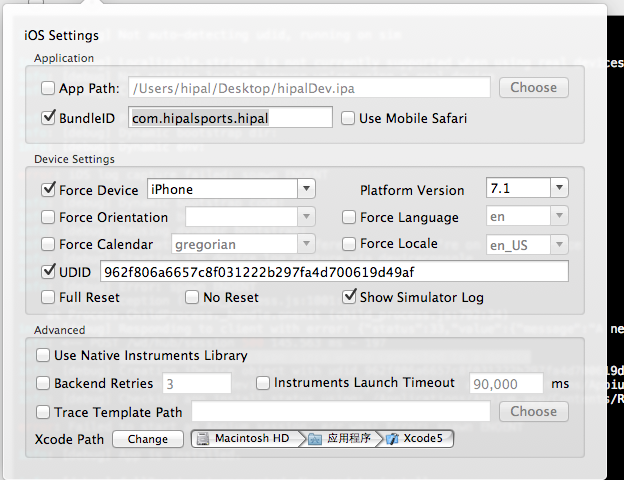 iOS Settings
Application
App Path: /Users/hipal/Desktop/hipalDev.ipa Choose
BundleID com.hipalsports.hipal Use Mobile Safari
Device Settings
Force Device iPhone Platform Version 7.1
Force Orientation Force Language en
Force Calendar gregorian Force Locale en_US
UDID 962f806a6657c8f031222b297fa4d700619d49af
Full Reset No Reset Show Simulator Log
Advanced
Use Native Instruments Library
Backend Retries 3 Instruments Launch Timeout 90,000 ms
Trace Template Path Choose
Xcode Path Change Macintosh HD 应用程序 Xcode5